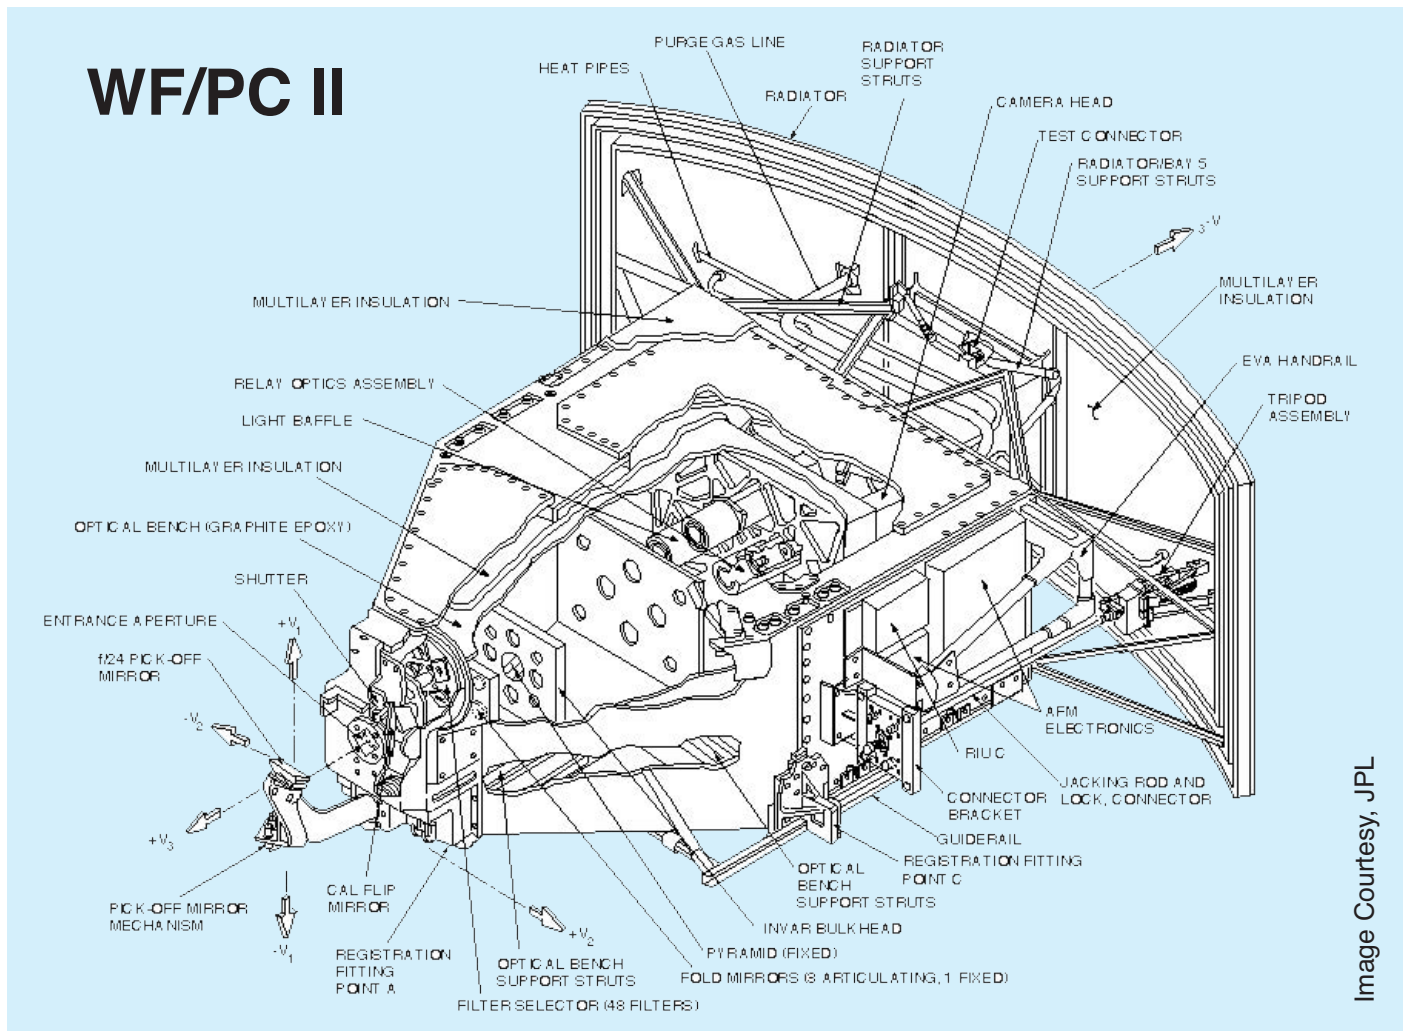 WF/PC II
PURGE GAS LINE
HEAT PIPES
RADIATOR
SUPPORT
STRUTS
RADIATOR
CAMERA HEAD
TEST CONNECTOR
RADIATOR/BAY 5
SUPPORT STRUTS
3-V
MULTILAYER INSULATION
MULTILAYER
INSULATION
EVA HANDRAIL
RELAY OPTICS ASSEMBLY
TRIPOD
ASSEMBLY
LIGHT BAFFLE
MULTILAYER INSULATION
OPTICAL BENCH (GRAPHITE EPOXY)
SHUTTER
ENTRANCE APERTURE
+V1
f/24 PICK-OFF
MIRROR
-V2
+V3
AFM
ELECTRONICS
RIU C
JACKING ROD AND
LOCK, CONNECTOR
CONNECTOR
BRACKET
GUIDERAIL
REGISTRATION FITTING
POINT C
OPTICAL
BENCH
SUPPORT STRUTS
CAL FLIP
MIRROR
PICK-OFF MIRROR
MECHANISM
-V1
+V2
INVAR BULKHEAD
PYRAMID (FIXED)
REGISTRATION
FITTING
POINT A
OPTICAL BENCH
SUPPORT STRUTS
FOLD MIRRORS (3 ARTICULATING, 1 FIXED)
FILTER SELECTOR (48 FILTERS)
Image Courtesy, JPL